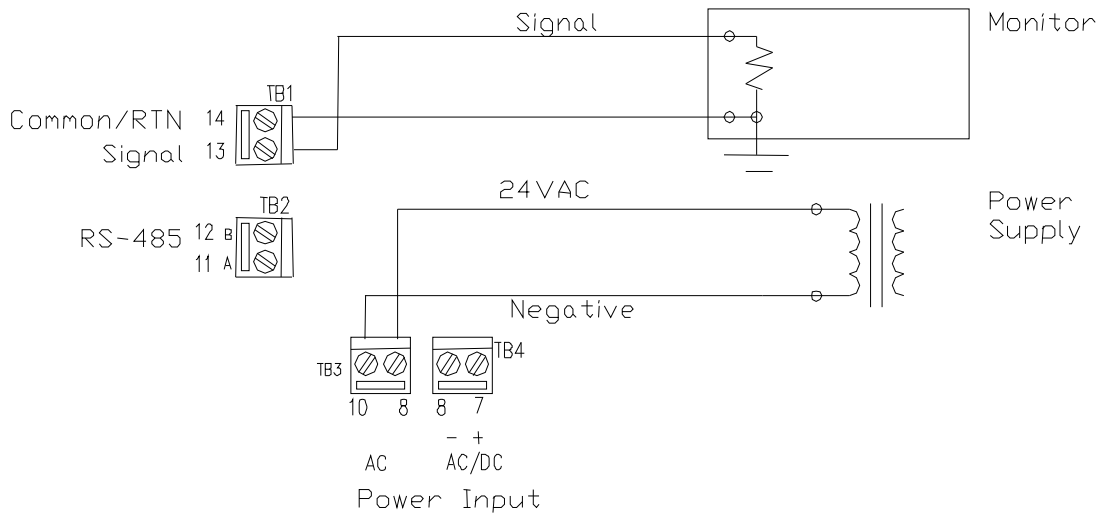 Signal
Monitor
TB1
Common/RTN 14
Signal 13
24VAC
TB2
Power
Supply
RS-485 12 B
11 A
Negative
TB3
TB4
10 8 8 7
- +
AC AC/DC
Power Input